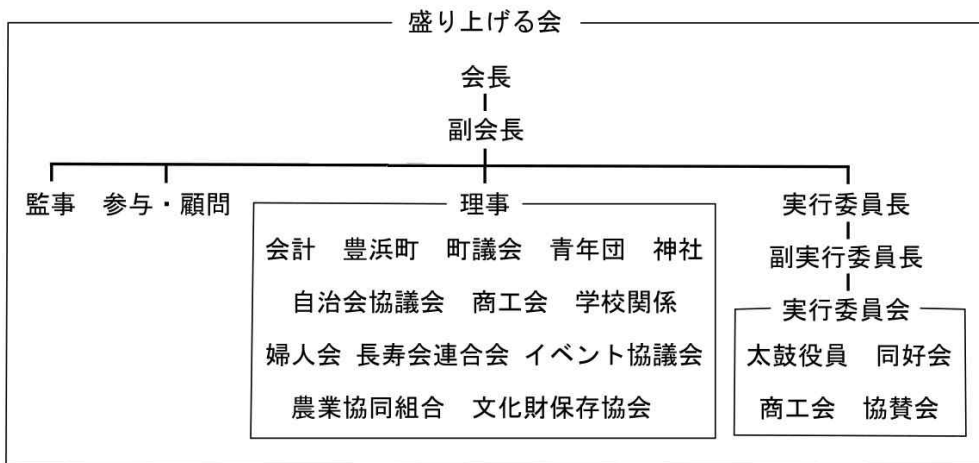 盛り上げる会
会長
副会長
監事 参与・顧問 理事 実行委員長
会計 豊浜町 町議会 青年団 神社
自治会協議会 商工会 学校関係
婦人会 長寿会連合会 イベント協議会
農業協同組合 文化財保存協会
副実行委員長
実行委員会
太鼓役員 同好会
商工会 協賛会